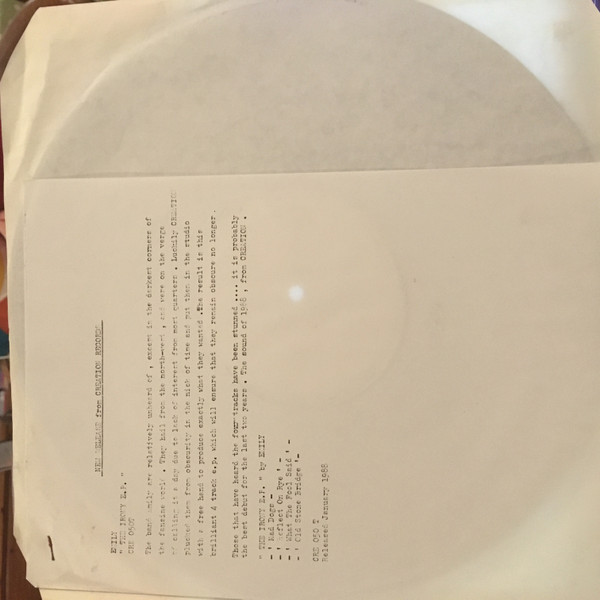 NEW RELEASE from CREATION RECORDS
EMILY
" THE IRONY E.P. "
CRE 050T
The band Emily are relatively unheard of , except in the darkest corners of
the fanzine world . They hail from the north-west , and were on the verge
of calling it a day due to lack of interest from most quarters . Luckily CREATION
plucked them from obscurity in the nick of time and put them in the studio
with a free hand to produce exactly what they wanted .The result is this
brilliant 4 track e.p. which will ensure that they remain obscure no longer .
Those that have heard the four tracks have been stunned .... it is probably
the best debut for the last two years . The sound of 1988 , from CREATION .
" THE IRONY E.P. " by EMILY
- ' Mad Dogs -
- ' Reflect On Rye ' -
- ' What The Fool Said ' -
- ' Old Stone Bridge '-
CRE 050 T
Released January 1988